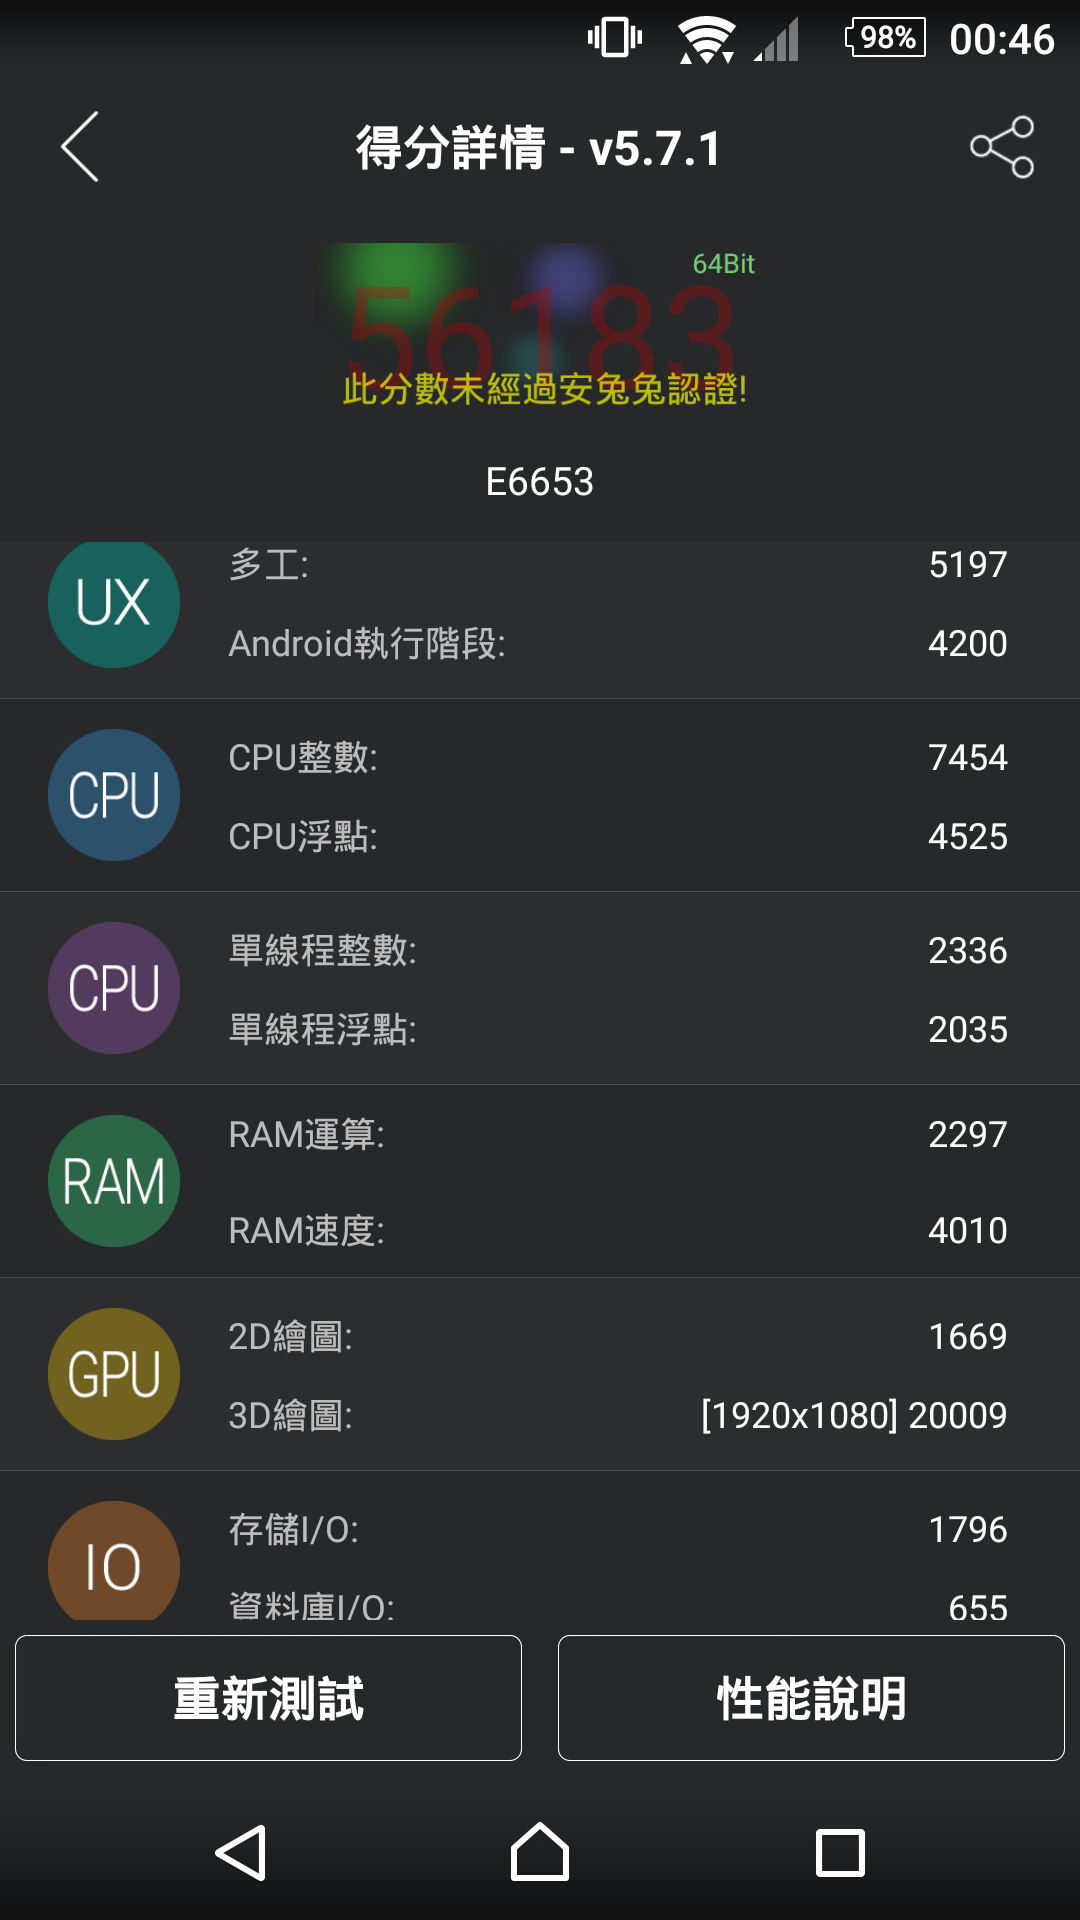 98% 00:46
得分詳情 - v5.7.1
64Bit
56183
此分數未經過安兔兔認證!
E6653
UX
多工: 5197
Android執行階段: 4200
CPU
CPU整數: 7454
CPU浮點: 4525
CPU
單線程整數: 2336
單線程浮點: 2035
RAM
RAM運算: 2297
RAM速度: 4010
GPU
2D繪圖: 1669
3D繪圖: [1920x1080] 20009
IO
存儲I/O: 1796
資料庫I/O: 655
重新測試 性能說明